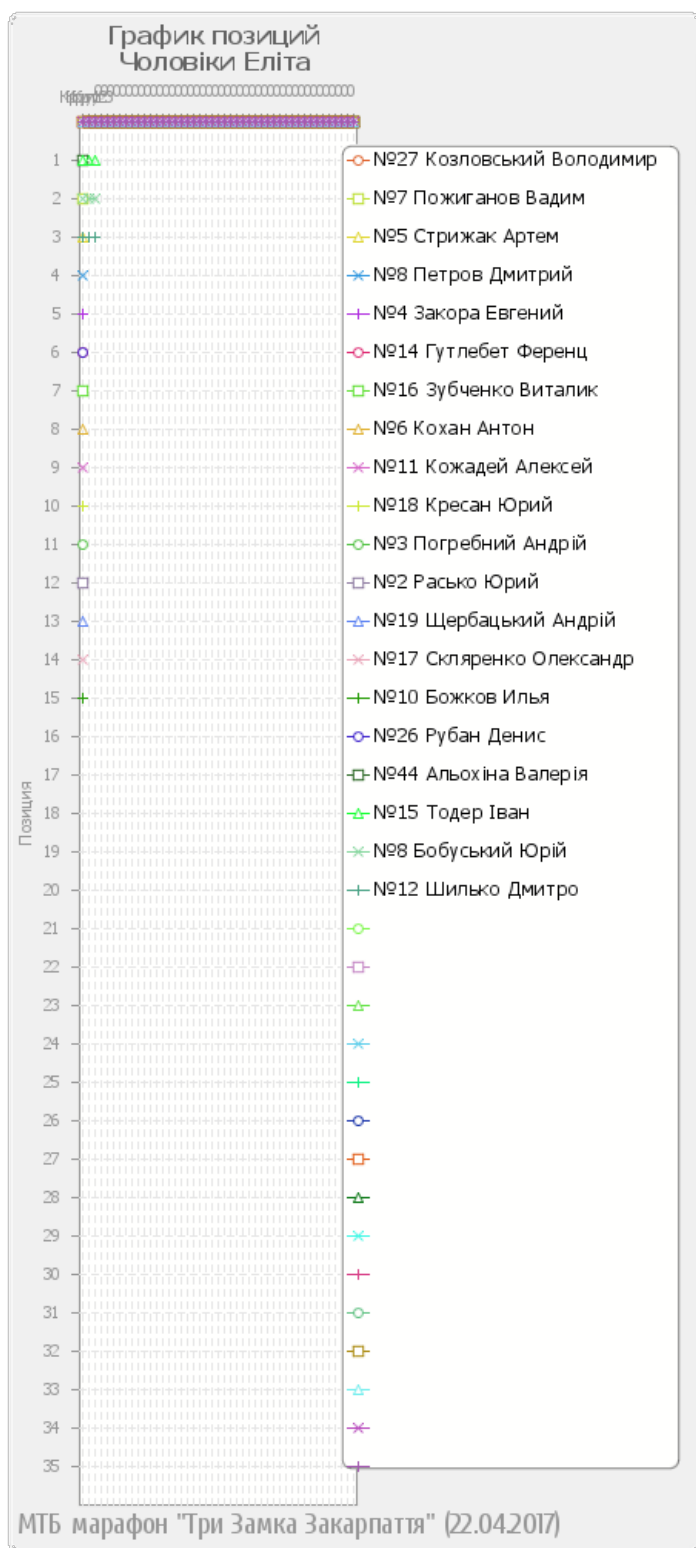 График позиций
Чоловіки Еліта
1
2
3
4
5
6
7
8
9
10
11
12
13
14
15
16
17
18
19
20
21
22
23
24
25
26
27
28
29
30
31
32
33
34
35
Позиция
№27 Козловський Володимир
№7 Пожиганов Вадим
№5 Стрижак Артем
№8 Петров Дмитрий
№4 Закора Евгений
№14 Гутлебет Ференц
№16 Зубченко Виталик
№6 Кохан Антон
№11 Кожадей Алексей
№18 Кресан Юрий
№3 Погребний Андрій
№2 Расько Юрий
№19 Щербацький Андрій
№17 Скляренко Олександр
№10 Божков Илья
№26 Рубан Денис
№44 Альохіна Валерія
№15 Тодер Іван
№8 Бобуський Юрій
№12 Шилько Дмитро
МТБ марафон "Три Замка Закарпаття" (22.04.2017)